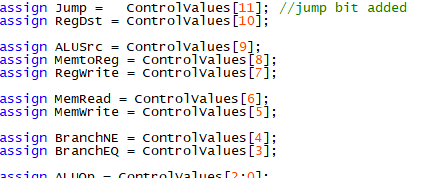 assign Jump = ControlValues[11]; //jump bit added
assign RegDst = ControlValues[10];
assign ALUSrc = ControlValues[9];
assign MemtoReg = ControlValues[8];
assign RegWrite = ControlValues[7];
assign MemRead = ControlValues[6];
assign MemWrite = ControlValues[5];
assign BranchNE = ControlValues[4];
assign BranchEQ = ControlValues[3];
assign ALUOp = ControlValues[2:0];